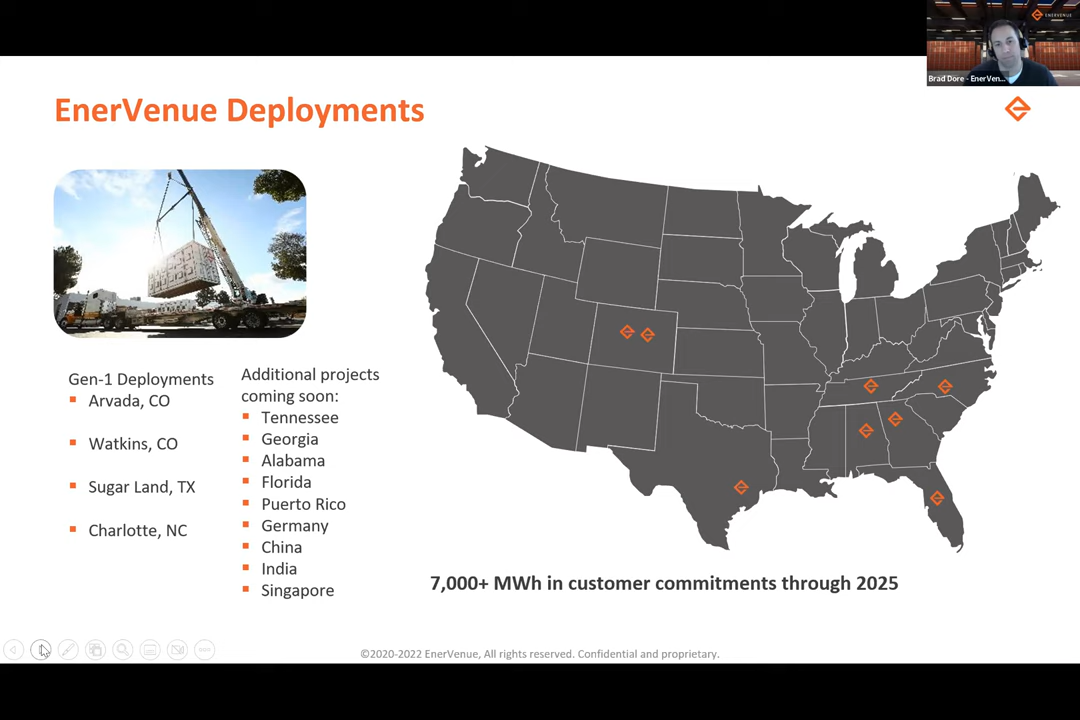 ENERVENUE
Brad Dore - EnerVen...
EnerVenue Deployments
Gen-1 Deployments
Arvada, CO
Watkins, CO
Sugar Land, TX
Charlotte, NC
Additional projects
coming soon:
Tennessee
Georgia
Alabama
Florida
Puerto Rico
Germany
China
India
Singapore
7,000+ MWh in customer commitments through 2025
©2020-2022 EnerVenue, All rights reserved. Confidential and proprietary.